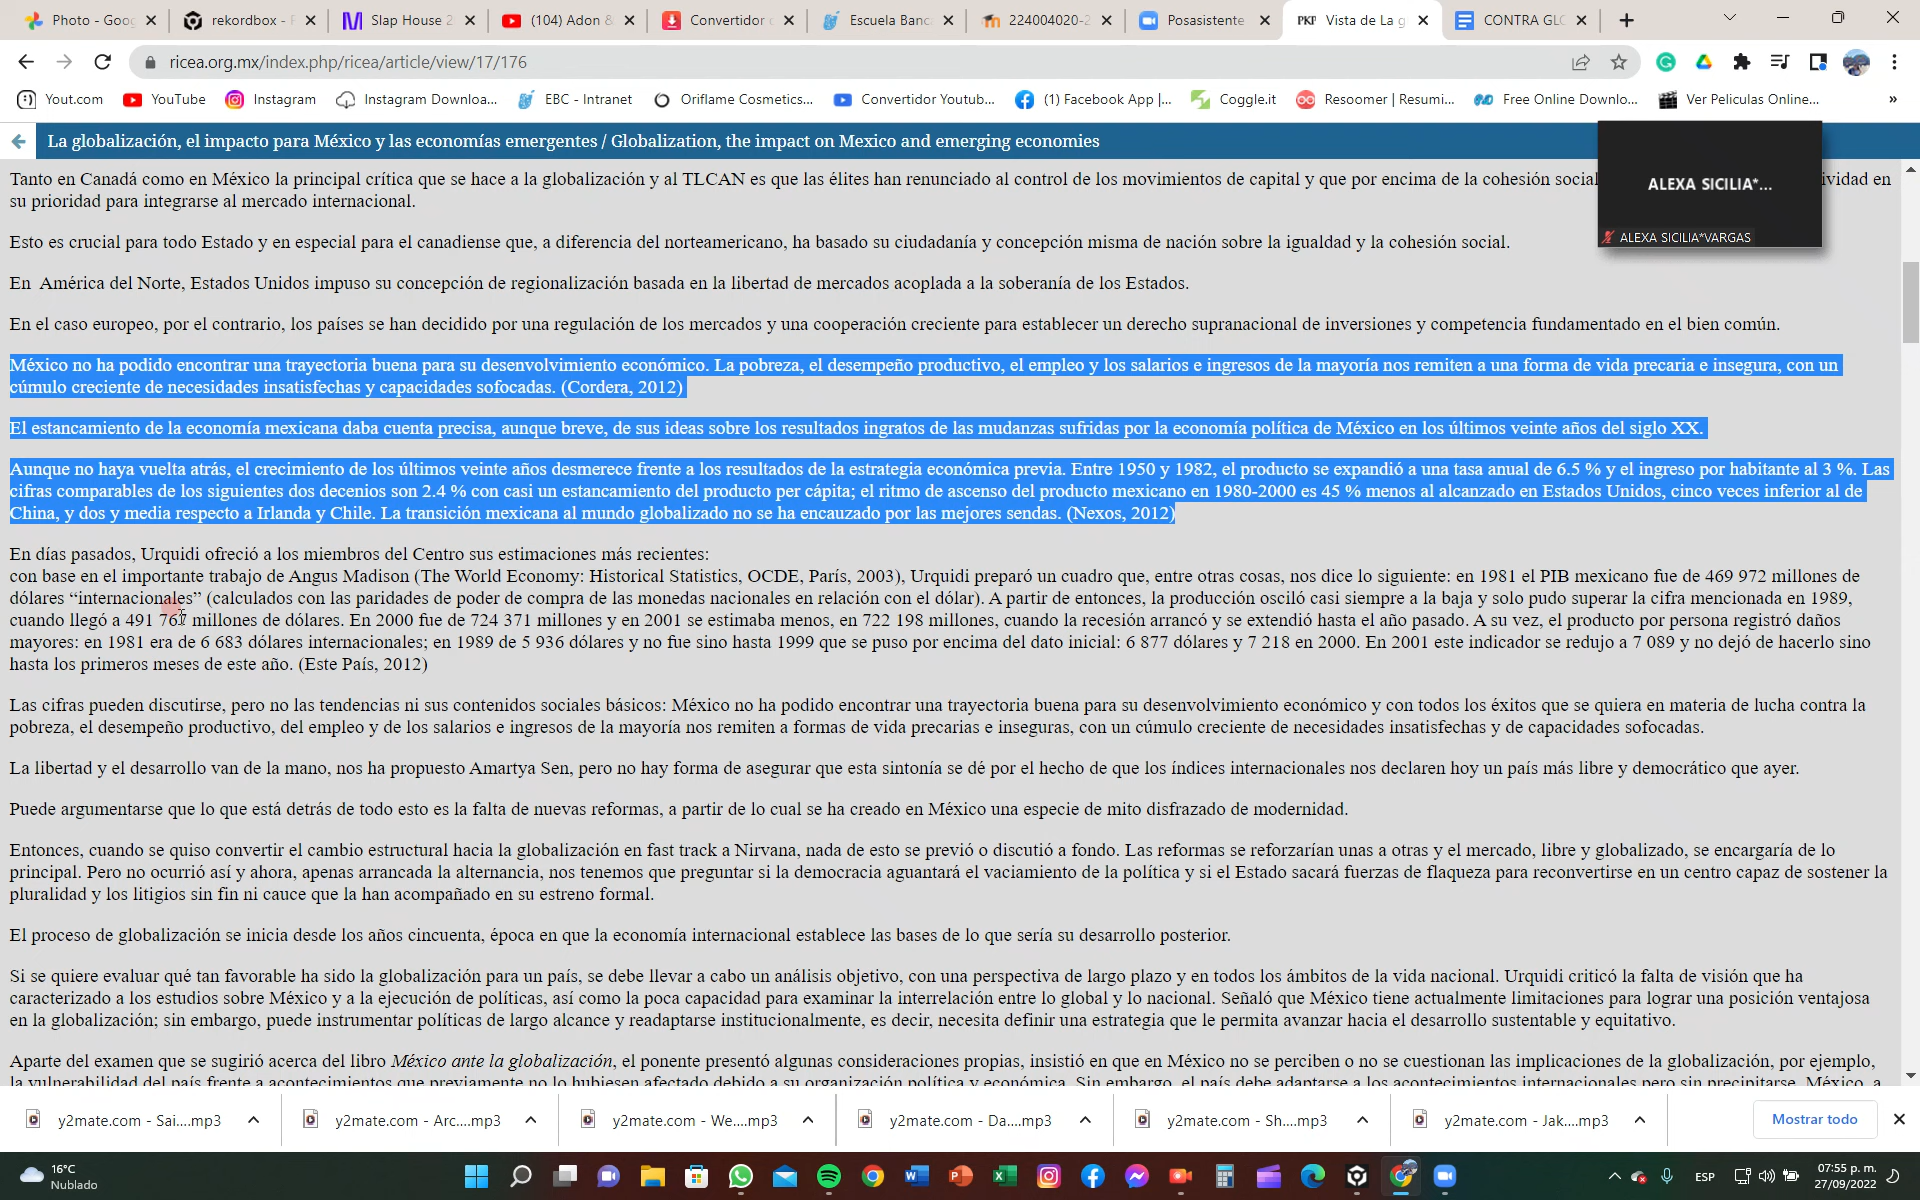 Photo - Goog
rekordbox - F
Slap House 2
(104) Adon &
Convertidor d
Escuela Banc
224004020-2
Posasistente
PKP Vista de La g
CONTRA GLO
ricea.org.mx/index.php/ricea/article/view/17/176
Yout.com
YouTube
Instagram
Instagram Downloa...
EBC - Intranet
Oriflame Cosmetics...
Convertidor Youtub...
(1) Facebook App |...
Coggle.it
Resoomer | Resumi...
Free Online Downlo...
Ver Peliculas Online...
»
La globalización, el impacto para México y las economías emergentes / Globalization, the impact on Mexico and emerging economies
ALEXA SICILIA*...
ALEXA SICILIA*VARGAS
Tanto en Canadá como en México la principal crítica que se hace a la globalización y al TLCAN es que las élites han renunciado al control de los movimientos de capital y que por encima de la cohesión social ividad en
su prioridad para integrarse al mercado internacional.
Esto es crucial para todo Estado y en especial para el canadiense que, a diferencia del norteamericano, ha basado su ciudadanía y concepción misma de nación sobre la igualdad y la cohesión social.
En América del Norte, Estados Unidos impuso su concepción de regionalización basada en la libertad de mercados acoplada a la soberanía de los Estados.
En el caso europeo, por el contrario, los países se han decidido por una regulación de los mercados y una cooperación creciente para establecer un derecho supranacional de inversiones y competencia fundamentado en el bien común.
México no ha podido encontrar una trayectoria buena para su desenvolvimiento económico. La pobreza, el desempeño productivo, el empleo y los salarios e ingresos de la mayoría nos remiten a una forma de vida precaria e insegura, con un
cúmulo creciente de necesidades insatisfechas y capacidades sofocadas. (Cordera, 2012)
El estancamiento de la economía mexicana daba cuenta precisa, aunque breve, de sus ideas sobre los resultados ingratos de las mudanzas sufridas por la economía política de México en los últimos veinte años del siglo XX.
Aunque no haya vuelta atrás, el crecimiento de los últimos veinte años desmerece frente a los resultados de la estrategia económica previa. Entre 1950 y 1982, el producto se expandió a una tasa anual de 6.5 % y el ingreso por habitante al 3 %. Las
cifras comparables de los siguientes dos decenios son 2.4 % con casi un estancamiento del producto per cápita; el ritmo de ascenso del producto mexicano en 1980-2000 es 45 % menos al alcanzado en Estados Unidos, cinco veces inferior al de
China, y dos y media respecto a Irlanda y Chile. La transición mexicana al mundo globalizado no se ha encauzado por las mejores sendas. (Nexos, 2012)
En días pasados, Urquidi ofreció a los miembros del Centro sus estimaciones más recientes:
con base en el importante trabajo de Angus Madison (The World Economy: Historical Statistics, OCDE, París, 2003), Urquidi preparó un cuadro que, entre otras cosas, nos dice lo siguiente: en 1981 el PIB mexicano fue de 469 972 millones de
dólares “internacionales” (calculados con las paridades de poder de compra de las monedas nacionales en relación con el dólar). A partir de entonces, la producción osciló casi siempre a la baja y solo pudo superar la cifra mencionada en 1989,
cuando llegó a 491 767 millones de dólares. En 2000 fue de 724 371 millones y en 2001 se estimaba menos, en 722 198 millones, cuando la recesión arrancó y se extendió hasta el año pasado. A su vez, el producto por persona registró daños
mayores: en 1981 era de 6 683 dólares internacionales; en 1989 de 5 936 dólares y no fue sino hasta 1999 que se puso por encima del dato inicial: 6 877 dólares y 7 218 en 2000. En 2001 este indicador se redujo a 7 089 y no dejó de hacerlo sino
hasta los primeros meses de este año. (Este País, 2012)
Las cifras pueden discutirse, pero no las tendencias ni sus contenidos sociales básicos: México no ha podido encontrar una trayectoria buena para su desenvolvimiento económico y con todos los éxitos que se quiera en materia de lucha contra la
pobreza, el desempeño productivo, del empleo y de los salarios e ingresos de la mayoría nos remiten a formas de vida precarias e inseguras, con un cúmulo creciente de necesidades insatisfechas y de capacidades sofocadas.
La libertad y el desarrollo van de la mano, nos ha propuesto Amartya Sen, pero no hay forma de asegurar que esta sintonía se dé por el hecho de que los índices internacionales nos declaren hoy un país más libre y democrático que ayer.
Puede argumentarse que lo que está detrás de todo esto es la falta de nuevas reformas, a partir de lo cual se ha creado en México una especie de mito disfrazado de modernidad.
Entonces, cuando se quiso convertir el cambio estructural hacia la globalización en fast track a Nirvana, nada de esto se previó o discutió a fondo. Las reformas se reforzarían unas a otras y el mercado, libre y globalizado, se encargaría de lo
principal. Pero no ocurrió así y ahora, apenas arrancada la alternancia, nos tenemos que preguntar si la democracia aguantará el vaciamiento de la política y si el Estado sacará fuerzas de flaqueza para reconvertirse en un centro capaz de sostener la
pluralidad y los litigios sin fin ni cauce que la han acompañado en su estreno formal.
El proceso de globalización se inicia desde los años cincuenta, época en que la economía internacional establece las bases de lo que sería su desarrollo posterior.
Si se quiere evaluar qué tan favorable ha sido la globalización para un país, se debe llevar a cabo un análisis objetivo, con una perspectiva de largo plazo y en todos los ámbitos de la vida nacional. Urquidi criticó la falta de visión que ha
caracterizado a los estudios sobre México y a la ejecución de políticas, así como la poca capacidad para examinar la interrelación entre lo global y lo nacional. Señaló que México tiene actualmente limitaciones para lograr una posición ventajosa
en la globalización; sin embargo, puede instrumentar políticas de largo alcance y readaptarse institucionalmente, es decir, necesita definir una estrategia que le permita avanzar hacia el desarrollo sustentable y equitativo.
Aparte del examen que se sugirió acerca del libro México ante la globalización, el ponente presentó algunas consideraciones propias, insistió en que en México no se perciben o no se cuestionan las implicaciones de la globalización, por ejemplo,
la vulnerabilidad del país frente a acontecimientos que previamente no lo hubiesen afectado debido a su organización política y económica. Sin embargo, el país debe adaptarse a los acontecimientos internacionales pero sin precipitarse. México, a
y2mate.com - Sai....mp3
y2mate.com - Arc....mp3
y2mate.com - We....mp3
y2mate.com - Da....mp3
y2mate.com - Sh....mp3
y2mate.com - Jak....mp3
Mostrar todo
16°C
Nublado
ESP
07:55 p. m.
27/09/2022